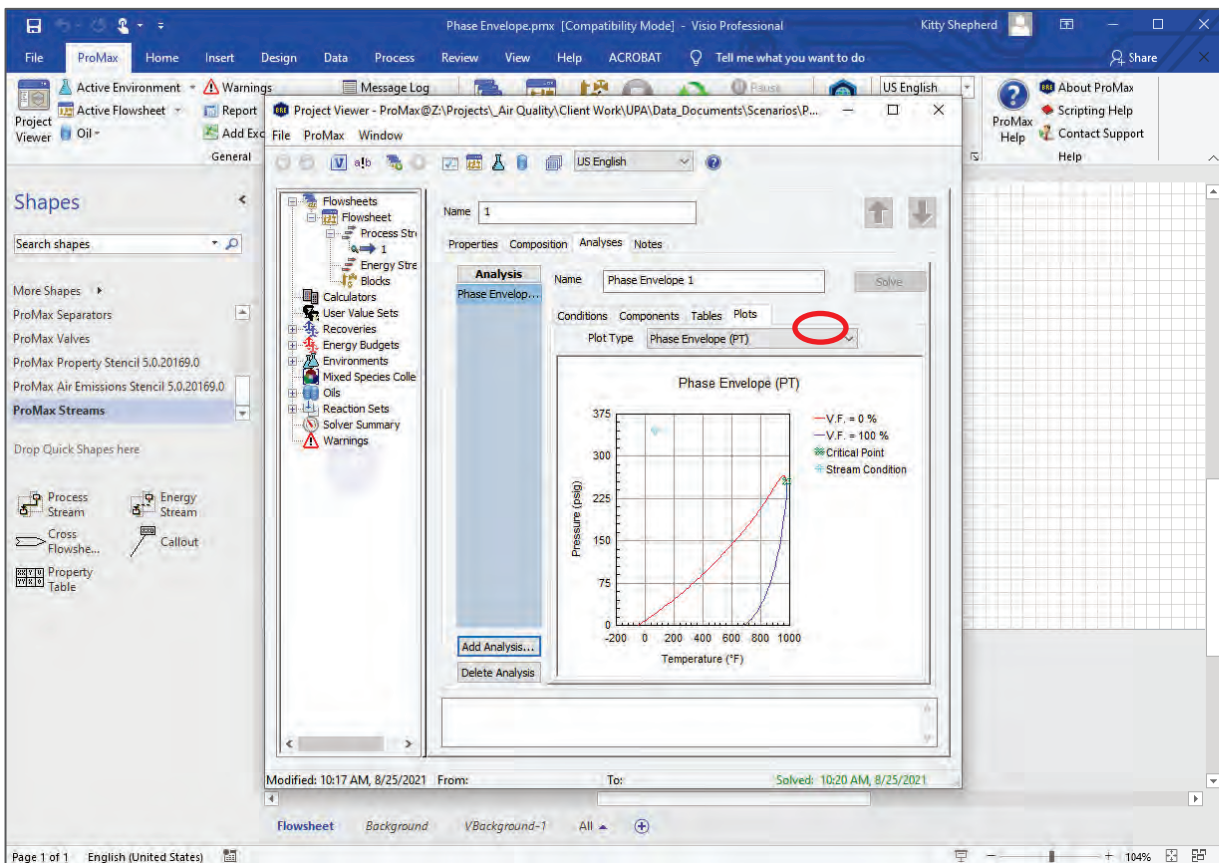 Phase Envelope.pmx [Compatibility Mode] - Visio Professional
Kitty Shepherd
File ProMax Home Insert Design Data Process Review View Help ACROBAT Tell me what you want to do Share
Project Viewer
Active Environment
Active Flowsheet
Oil
Warnings
Report
Add Exc
General
Message Log
Pause
US English
ProMax Help
About ProMax
Scripting Help
Contact Support
Help
Shapes
Search shapes
More Shapes
ProMax Separators
ProMax Valves
ProMax Property Stencil 5.0.20169.0
ProMax Air Emissions Stencil 5.0.20169.0
ProMax Streams
Drop Quick Shapes here
Process Stream
Energy Stream
Cross Flowshe...
Callout
Property Table
Project Viewer - ProMax@Z:\Projects\_Air Quality\Client Work\UPA\Data_Documents\Scenarios\P...
File ProMax Window
US English
Flowsheets
Flowsheet
Process Stre
1
Energy Stre
Blocks
Calculators
User Value Sets
Recoveries
Energy Budgets
Environments
Mixed Species Colle
Oils
Reaction Sets
Solver Summary
Warnings
Name 1
Properties Composition Analyses Notes
Analysis
Phase Envelop...
Add Analysis...
Delete Analysis
Name Phase Envelope 1
Solve
Conditions Components Tables Plots
Plot Type Phase Envelope (PT)
Phase Envelope (PT)
375
300
225
150
75
0
Pressure (psig)
-200 0 200 400 600 800 1000
Temperature (°F)
V.F. = 0 %
V.F. = 100 %
Critical Point
Stream Condition
Modified: 10:17 AM, 8/25/2021 From: To: Solved: 10:20 AM, 8/25/2021
Flowsheet Background VBackground-1 All
Page 1 of 1 English (United States) 104%